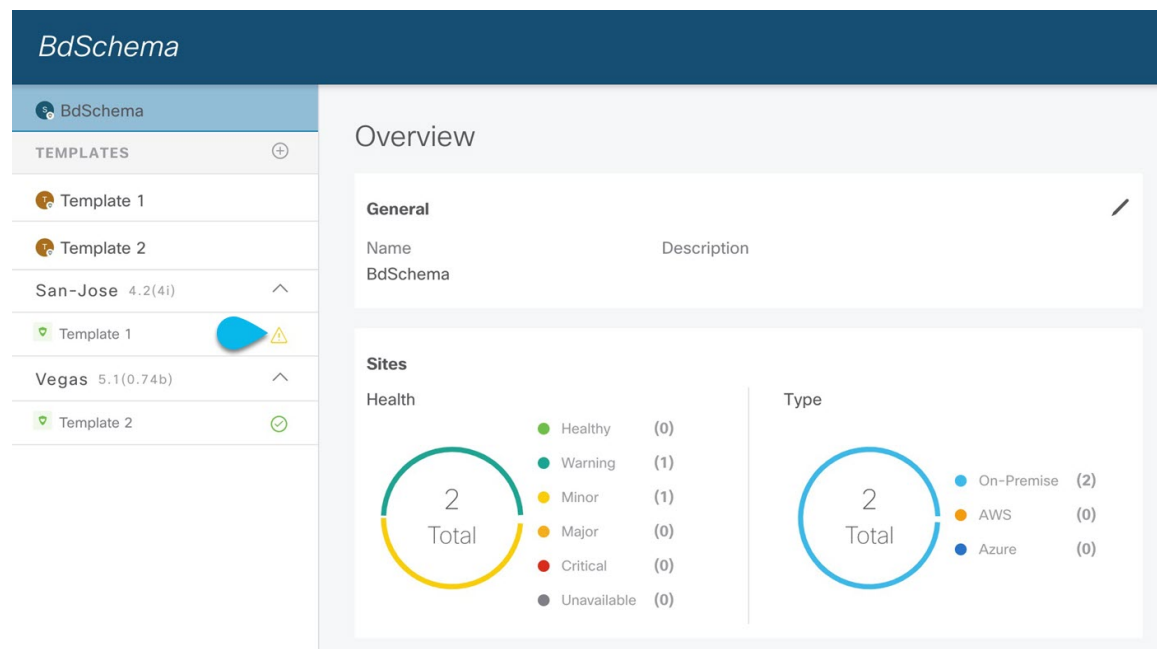 BdSchema
BdSchema
TEMPLATES
Template 1
Template 2
San-Jose 4.2(4i)
Template 1
Vegas 5.1(0.74b)
Template 2
Overview
General
Name Description
BdSchema
Sites
Health
2
Total
Healthy (0)
Warning (1)
Minor (1)
Major (0)
Critical (0)
Unavailable (0)
Type
2
Total
On-Premise (2)
AWS (0)
Azure (0)